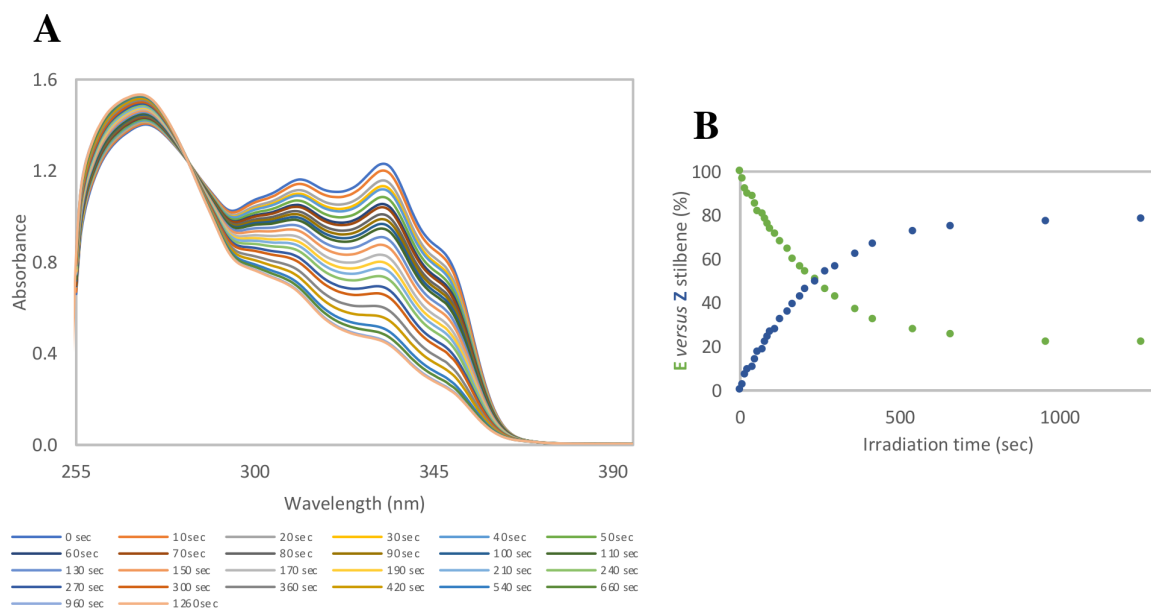 A
1.6
1.2
0.8
0.4
0.0
Absorbance
255 300 345 390
Wavelength (nm)
0 sec 10 sec 20 sec 30 sec 40 sec 50 sec
60 sec 70 sec 80 sec 90 sec 100 sec 110 sec
130 sec 150 sec 170 sec 190 sec 210 sec 240 sec
270 sec 300 sec 360 sec 420 sec 540 sec 660 sec
960 sec 1260 sec
B
100
80
60
40
20
0
E versus Z stilbene (%)
0 500 1000
Irradiation time (sec)